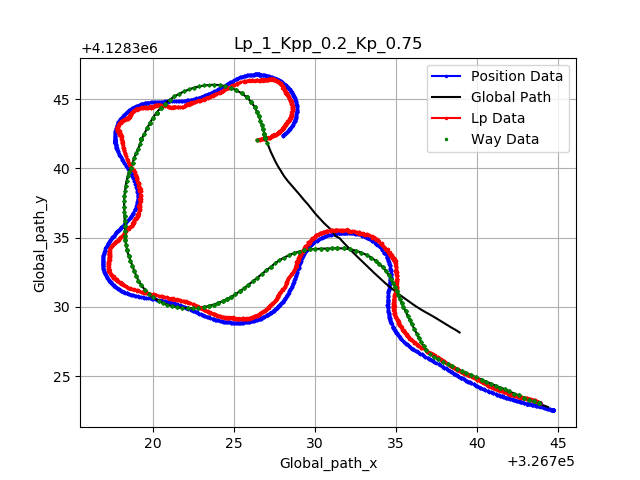 Lp_1_Kpp_0.2_Kp_0.75
+4.1283e6
Position Data
Global Path
Lp Data
Way Data
45
40
35
30
25
Global_path_y
20 25 30 35 40 45
Global_path_x
+3.267e5